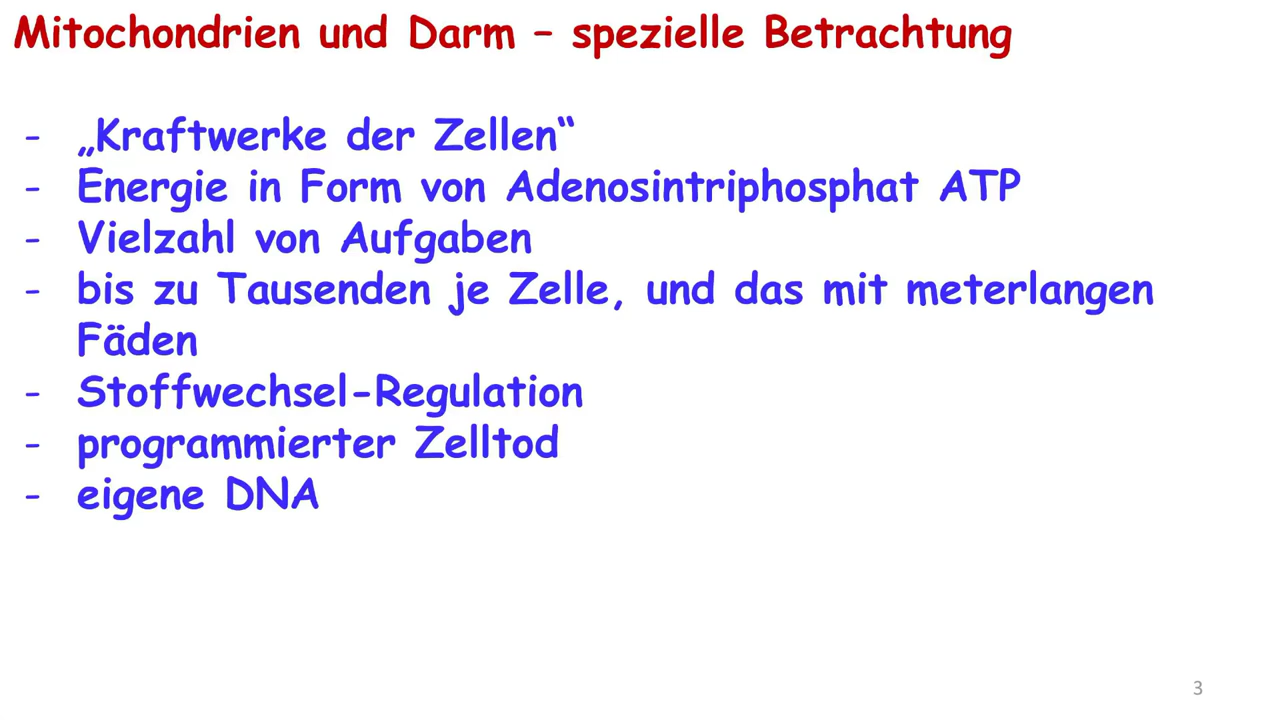 Mitochondrien und Darm – spezielle Betrachtung
- „Kraftwerke der Zellen“
- Energie in Form von Adenosintriphosphat ATP
- Vielzahl von Aufgaben
- bis zu Tausenden je Zelle, und das mit meterlangen
Fäden
- Stoffwechsel-Regulation
- programmierter Zelltod
- eigene DNA
3